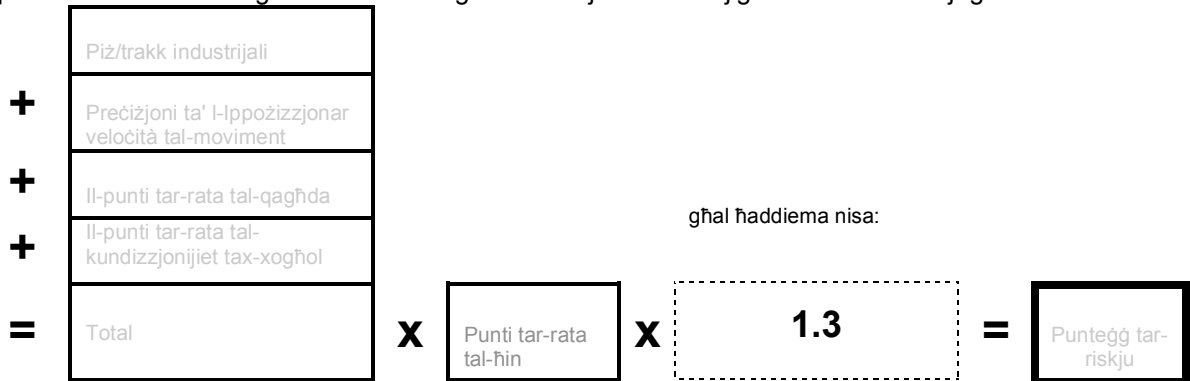 Piż/trakk industrijali
+
Preċiżjoni ta' l-Ippożizzjonar
veloċità tal-moviment
+
Il-punti tar-rata tal-qagħda
għal ħaddiema nisa:
+
Il-punti tar-rata tal-
kundizzjonijiet tax-xogħol
=
Total
x
Punti tar-rata
tal-ħin
x
1.3
=
Punteġġ tar-
riskju